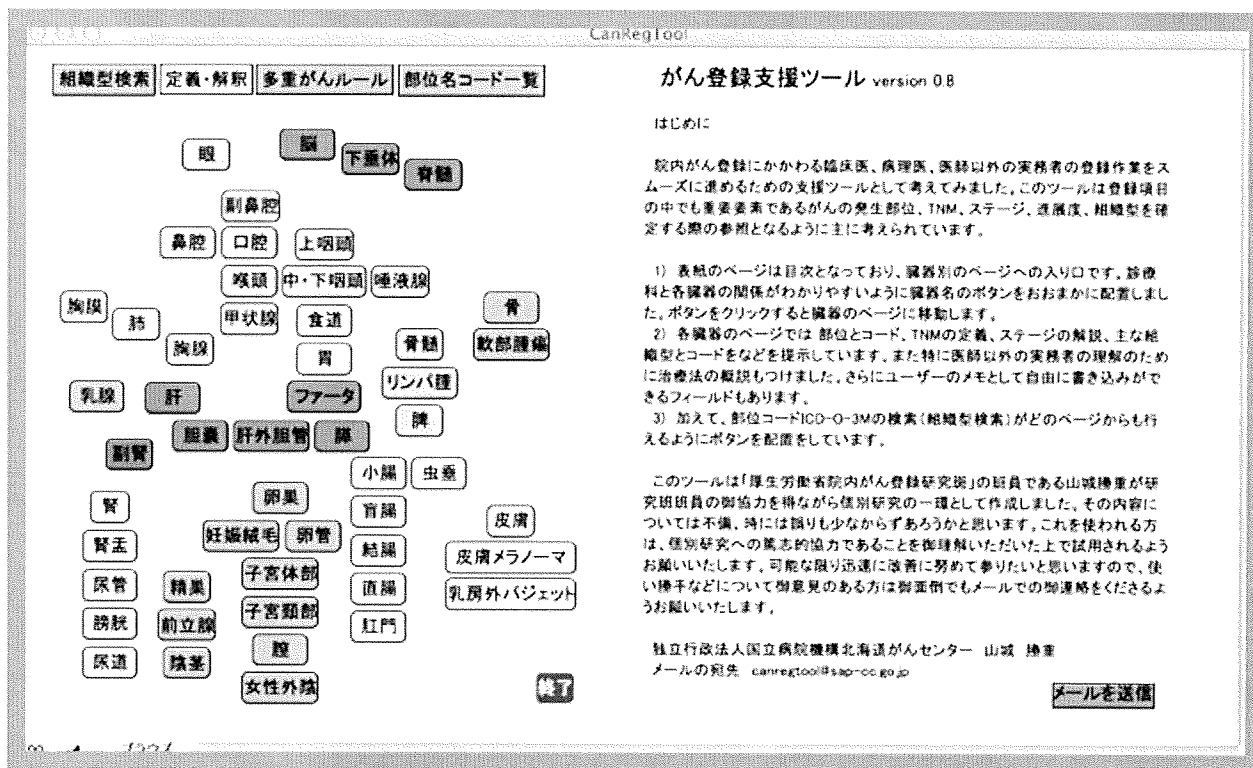 CanRegTool
組織型検索 定義・解釈 多重がんルール 部位名コード一覧
眼 脳 下垂体 脊髄
副鼻腔
鼻腔 口腔 上咽頭
喉頭 中・下咽頭 唾液線
胸膜 肺 甲状線 食道 骨
胸線 胃 骨髄 軟部腫瘍
乳線 肝 ファータ リンパ腫
胆嚢 肝外胆管 膵 脾
副腎
小腸 虫垂
腎 卵巣 盲腸 皮膚
腎盂 妊娠絨毛 卵管 結腸 皮膚メラノーマ
尿管 精巣 子宮体部 直腸 乳房外パジェット
膀胱 前立線 子宮頸部 肛門
尿道 陰茎 膣
女性外陰 終了
がん登録支援ツール version 0.8
はじめに
院内がん登録にかかわる臨床医、病理医、医師以外の実務者の登録作業をス
ムーズに進めるための支援ツールとして考えてみました。このツールは登録項目
の中でも重要要素であるがんの発生部位、TNM、ステージ、進展度、組織型を確
定する際の参照となるように主に考えられています。
1) 表紙のページは目次となっており、臓器別のページへの入り口です。診療
科と各臓器の関係がわかりやすいように臓器名のボタンをおおまかに配置しまし
た。ボタンをクリックすると臓器のページに移動します。
2) 各臓器のページでは 部位とコード、TNMの定義、ステージの解説、主な組
織型とコードをなどを提示しています。また特に医師以外の実務者の理解のため
に治療法の概説もつけました。さらにユーザーのメモとして自由に書き込みがで
きるフィールドもあります。
3) 加えて、部位コードICD-O-3Mの検索(組織型検索)がどのページからも行
えるようにボタンを配置をしています。
このツールは「厚生労働省院内がん登録研究班」の班員である山城勝重が研
究班班員の御協力を得ながら個別研究の一環として作成しました。その内容に
ついては不備、時には誤りも少なからずあろうかと思います。これを使われる方
は、個別研究への篤志的協力であることを御理解いただいた上で試用されるよう
お願いいたします。可能な限り迅速に改善に努めて参りたいと思いますので、使
い勝手などについて御意見のある方は御面倒でもメールでの御連絡をくださるよ
うお願いいたします。
独立行政法人国立病院機構北海道がんセンター 山城 勝重
メールの宛先 canregtool@sap-cc.go.jp
メールを送信